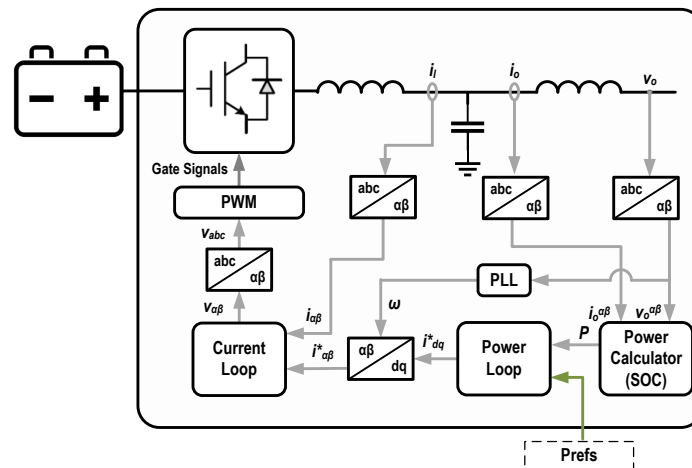 i_l
i_o
v_o
Gate Signals
abc
αβ
abc
αβ
abc
αβ
PWM
v_abc
abc
αβ
PLL
v_αβ
i_αβ
ω
i_o^αβ
v_o^αβ
P
Current
Loop
i*_αβ
αβ
dq
i*_dq
Power
Loop
Power
Calculator
(SOC)
Prefs